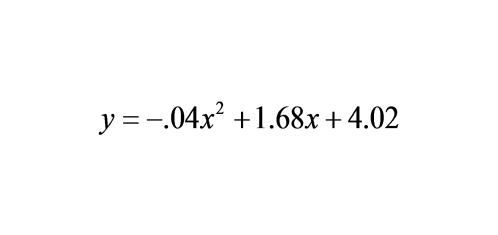 y = −.04x² + 1.68x + 4.02